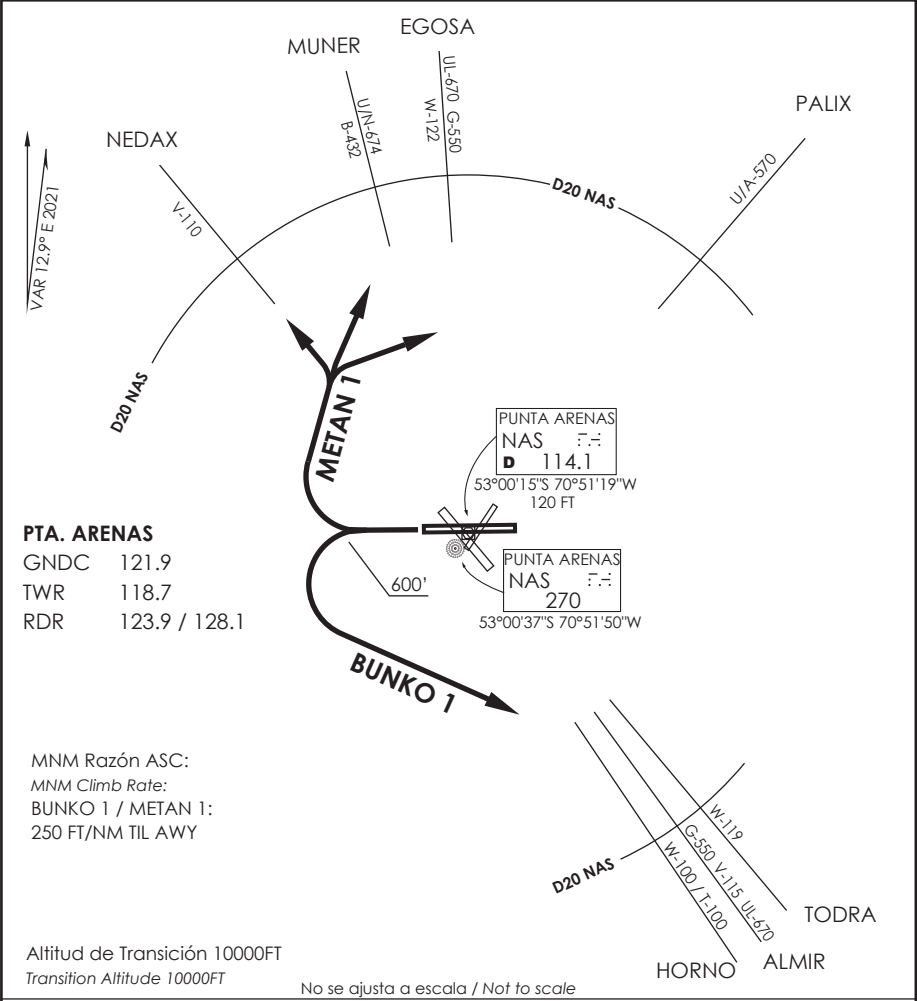 EGOSA
MUNER
UL-670 G-550
W-122
U/N-674
B-432
PALIX
NEDAX
U/A-570
D20 NAS
V-110
VAR 12.9° E 2021
D20 NAS
METAN 1
PUNTA ARENAS
NAS
D 114.1
53°00'15"S 70°51'19"W
120 FT
PTA. ARENAS
GNDC 121.9
TWR 118.7
RDR 123.9 / 128.1
600'
PUNTA ARENAS
NAS
270
53°00'37"S 70°51'50"W
BUNKO 1
MNM Razón ASC:
MNM Climb Rate:
BUNKO 1 / METAN 1:
250 FT/NM TIL AWY
W-119
G-550 V-115 UL-670
W-100 / T-100
D20 NAS
TODRA
ALMIR
HORNO
Altitud de Transición 10000FT
Transition Altitude 10000FT
No se ajusta a escala / Not to scale